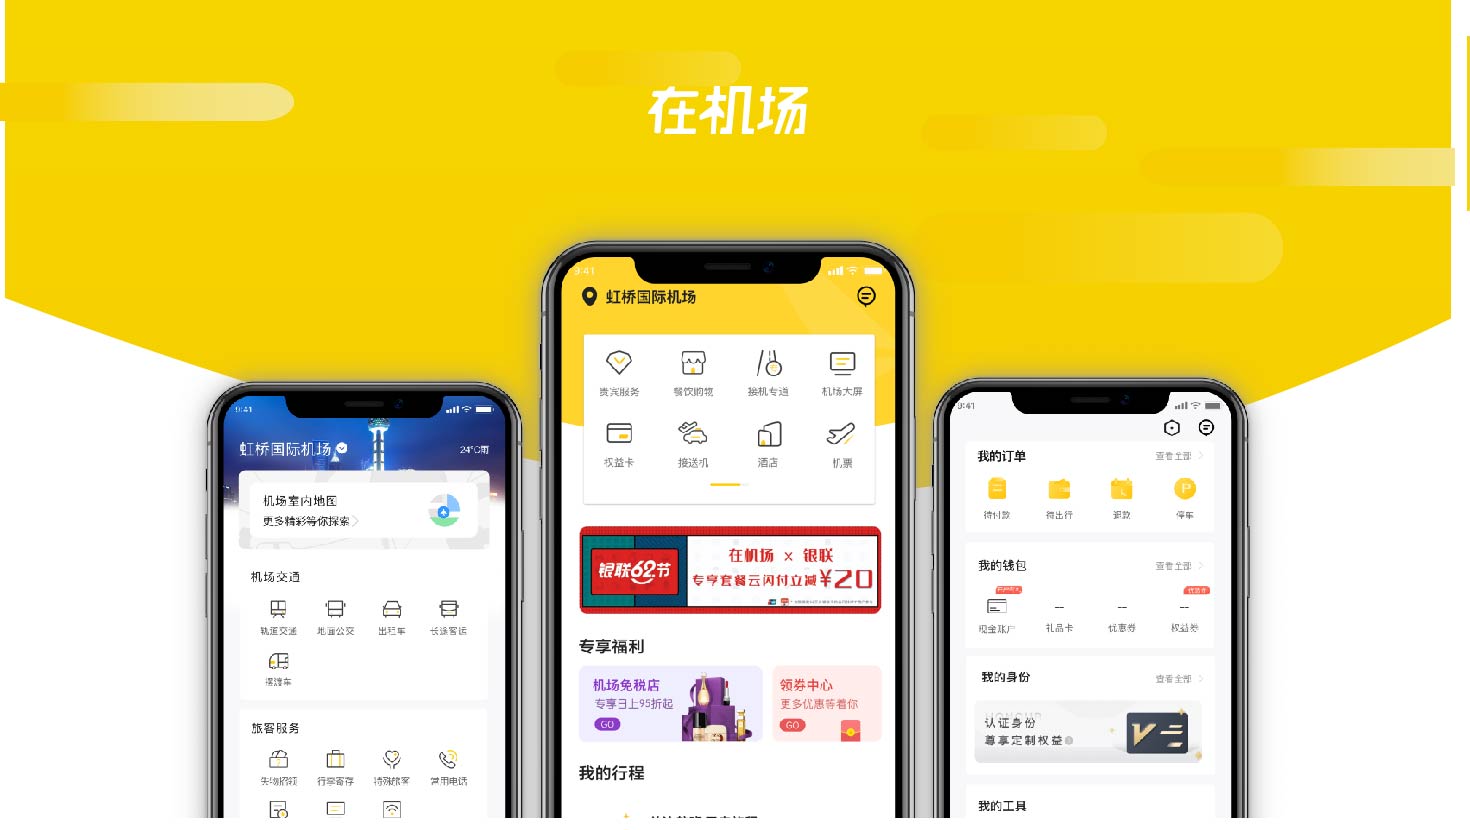 在机场
9:41
虹桥国际机场
24°C雨
机场室内地图
更多精彩等你探索
机场交通
轨道交通 地面公交 出租车 长途客运
摆渡车
旅客服务
失物招领 行李寄存 特殊旅客 常用电话
9:41
虹桥国际机场
贵宾服务 餐饮购物 接机专道 机场大屏
权益卡 接送机 酒店 机票
银联62节
在机场 × 银联
专享套餐云闪付立减¥20
专享福利
机场免税店
专享日上95折起
GO
领券中心
更多优惠等着你
GO
我的行程
9:41
我的订单 查看全部
待付款 待出行 退款 停车
P
我的钱包 查看全部
现金账户 礼品卡 优惠券 权益券
-- -- --
我的身份 查看全部
认证身份
尊享定制权益
我的工具